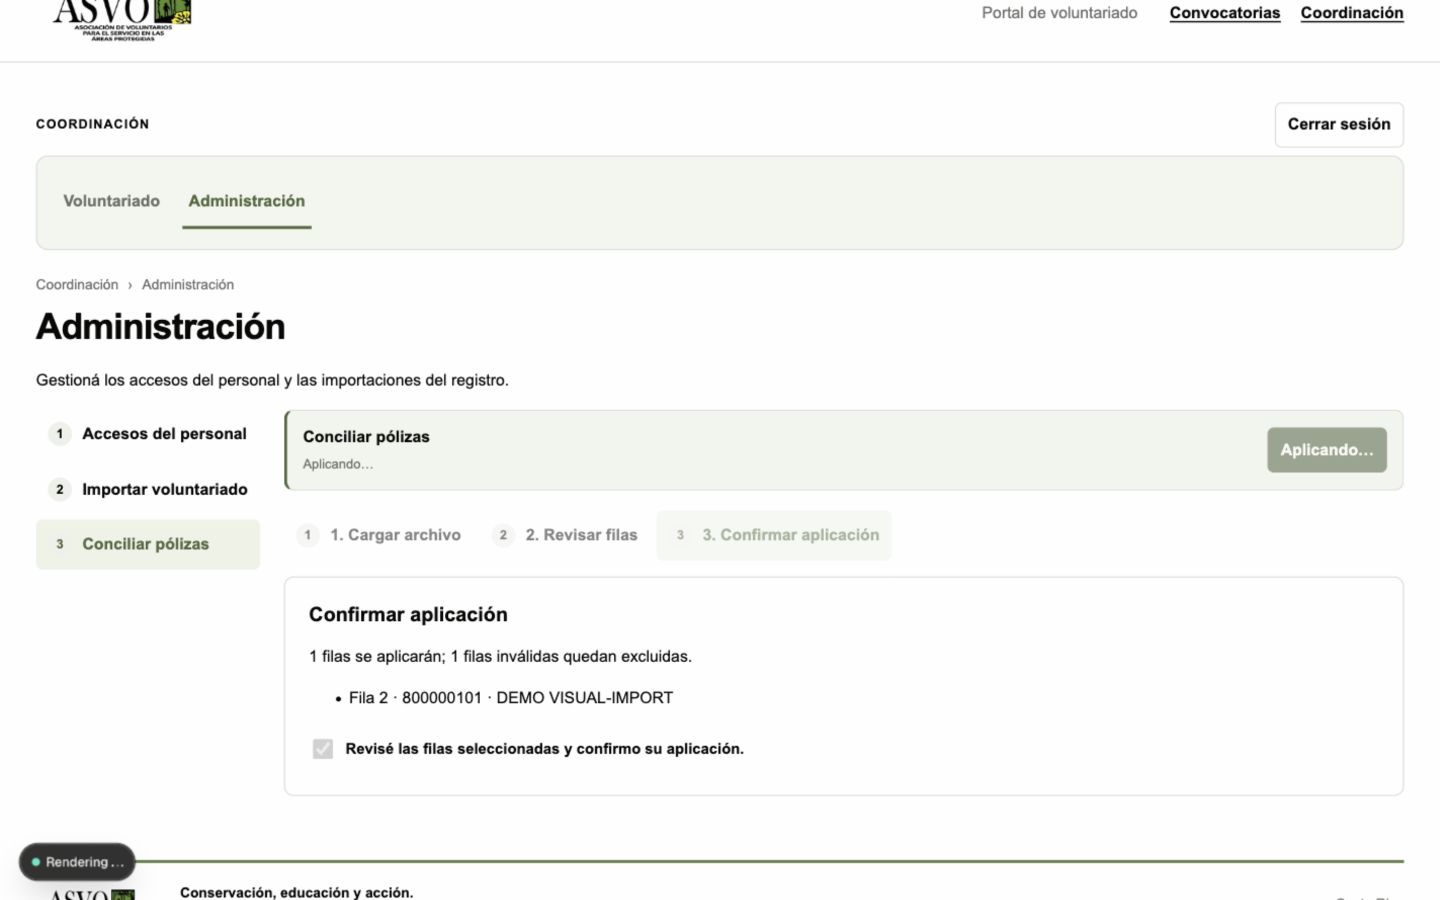 ASVO
ASOCIACIÓN DE VOLUNTARIOS
PARA EL SERVICIO EN LAS
ÁREAS PROTEGIDAS
Portal de voluntariado
Convocatorias
Coordinación
COORDINACIÓN
Cerrar sesión
Voluntariado
Administración
Coordinación › Administración
Administración
Gestioná los accesos del personal y las importaciones del registro.
1 Accesos del personal
2 Importar voluntariado
3 Conciliar pólizas
Conciliar pólizas
Aplicando...
Aplicando...
1 1. Cargar archivo
2 2. Revisar filas
3 3. Confirmar aplicación
Confirmar aplicación
1 filas se aplicarán; 1 filas inválidas quedan excluidas.
• Fila 2 · 800000101 · DEMO VISUAL-IMPORT
Revisé las filas seleccionadas y confirmo su aplicación.
Rendering ...
ASVO
Conservación, educación y acción.